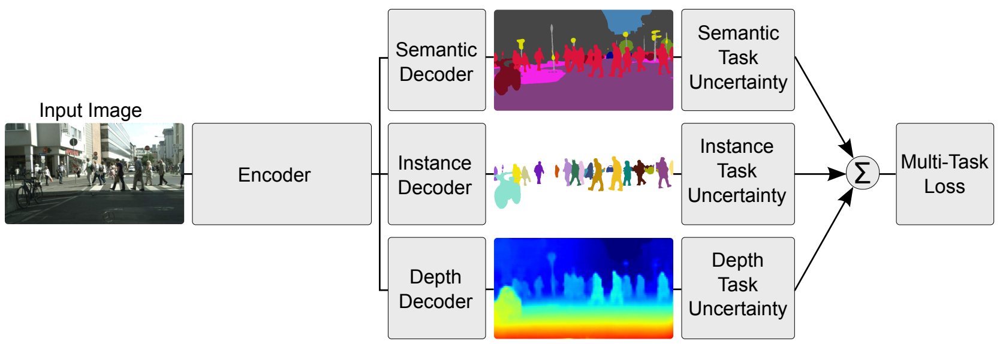 Input Image
Encoder
Semantic
Decoder
Instance
Decoder
Depth
Decoder
Semantic
Task
Uncertainty
Instance
Task
Uncertainty
Depth
Task
Uncertainty
Σ
Multi-Task
Loss